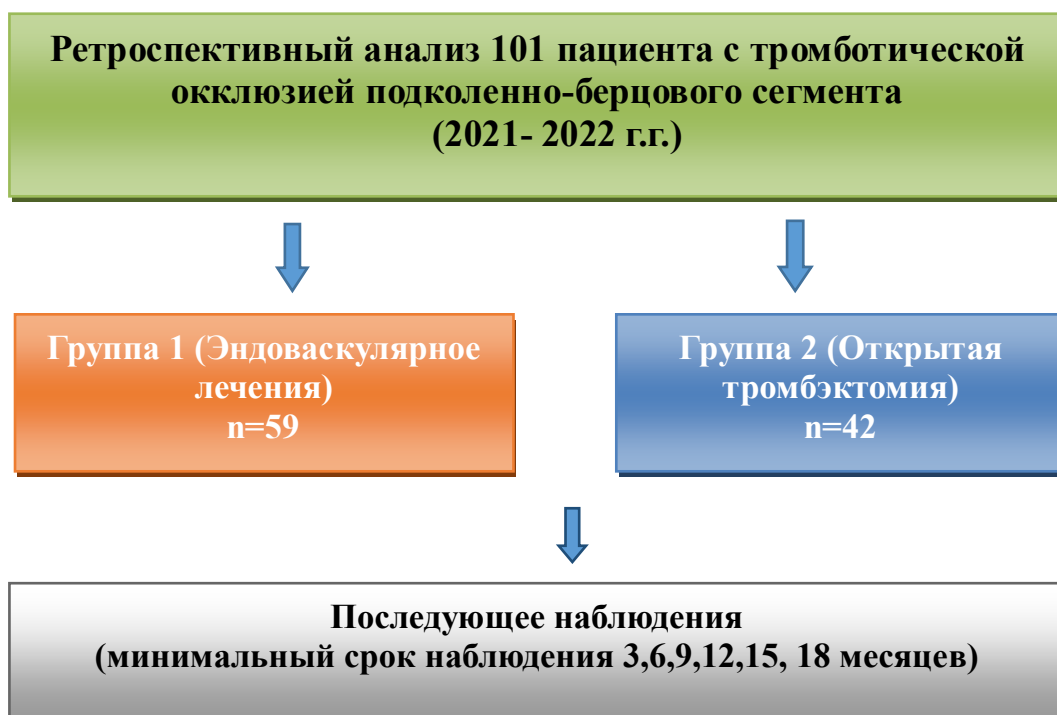 Ретроспективный анализ 101 пациента с тромботической
окклюзией подколенно-берцового сегмента
(2021- 2022 г.г.)
Группа 1 (Эндоваскулярное
лечения)
n=59
Группа 2 (Открытая
тромбэктомия)
n=42
Последующее наблюдения
(минимальный срок наблюдения 3,6,9,12,15, 18 месяцев)